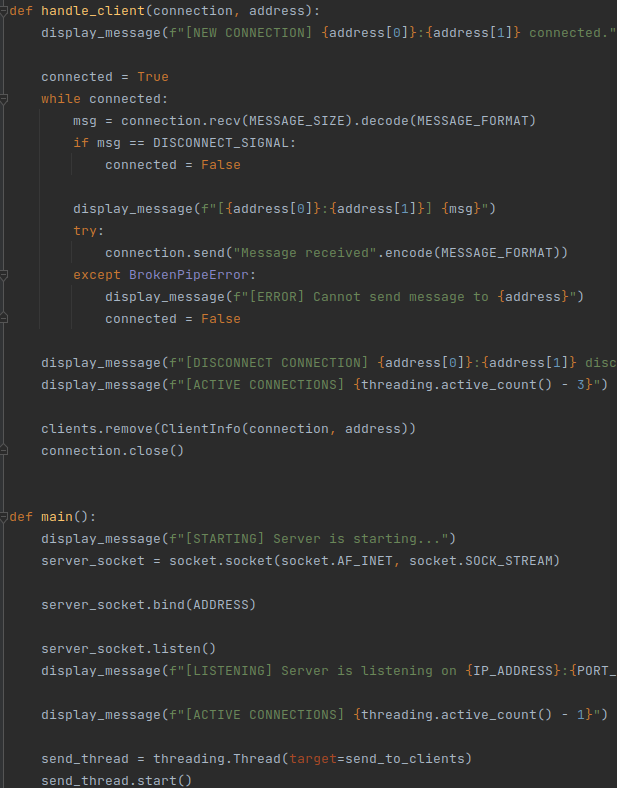 def handle_client(connection, address):
    display_message(f"[NEW CONNECTION] {address[0]}:{address[1]} connected."

    connected = True
    while connected:
        msg = connection.recv(MESSAGE_SIZE).decode(MESSAGE_FORMAT)
        if msg == DISCONNECT_SIGNAL:
            connected = False

        display_message(f"[{address[0]}:{address[1]}] {msg}")
        try:
            connection.send("Message received".encode(MESSAGE_FORMAT))
        except BrokenPipeError:
            display_message(f"[ERROR] Cannot send message to {address}")
            connected = False

    display_message(f"[DISCONNECT CONNECTION] {address[0]}:{address[1]} disc
    display_message(f"[ACTIVE CONNECTIONS] {threading.active_count() - 3}")

    clients.remove(ClientInfo(connection, address))
    connection.close()


def main():
    display_message(f"[STARTING] Server is starting...")
    server_socket = socket.socket(socket.AF_INET, socket.SOCK_STREAM)

    server_socket.bind(ADDRESS)

    server_socket.listen()
    display_message(f"[LISTENING] Server is listening on {IP_ADDRESS}:{PORT_

    display_message(f"[ACTIVE CONNECTIONS] {threading.active_count() - 1}")

    send_thread = threading.Thread(target=send_to_clients)
    send_thread.start()